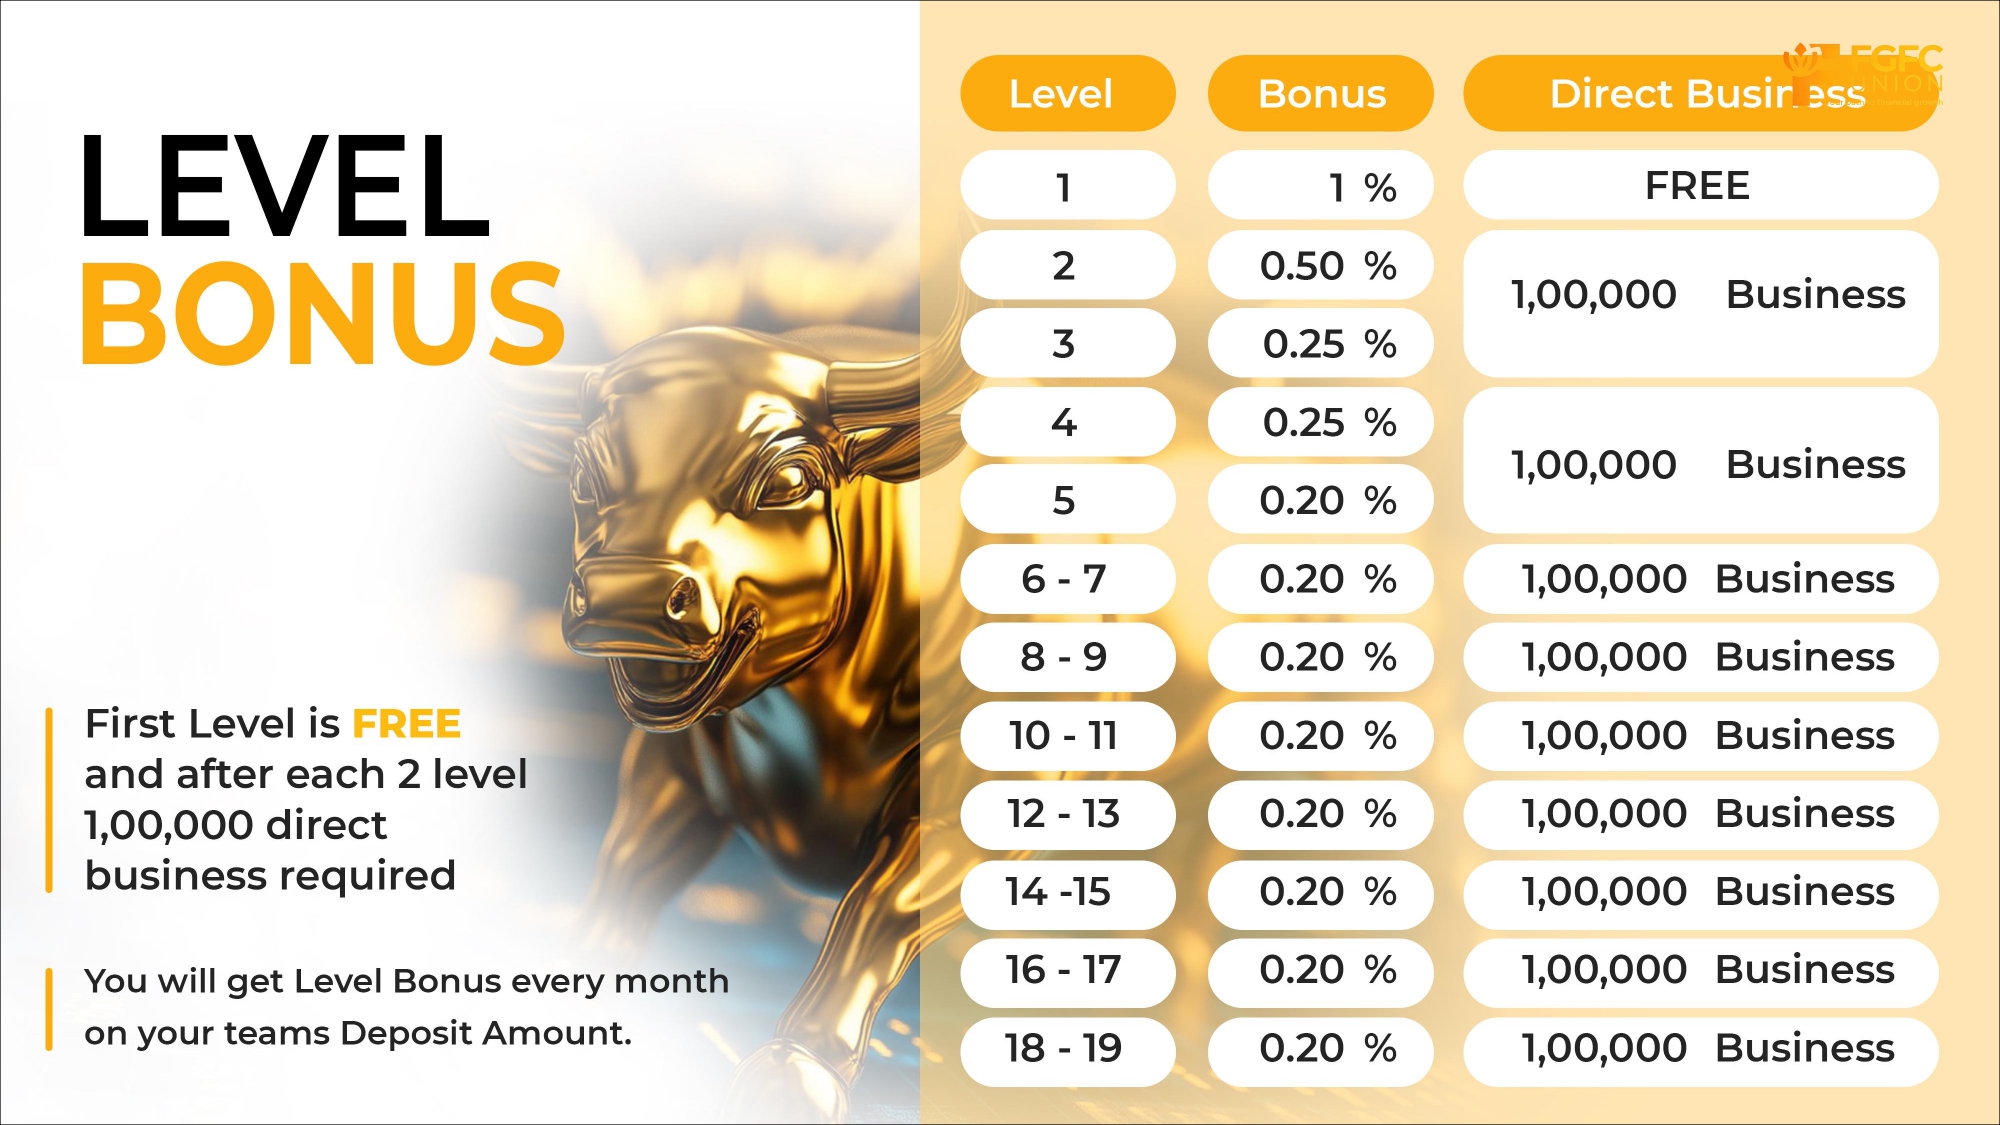 LEVEL
BONUS
First Level is FREE
and after each 2 level
1,00,000 direct
business required
You will get Level Bonus every month
on your teams Deposit Amount.
Level Bonus Direct Business
FGFC
UNION
1 1 % FREE
2 0.50 %
1,00,000 Business
3 0.25 %
4 0.25 %
1,00,000 Business
5 0.20 %
6 - 7 0.20 % 1,00,000 Business
8 - 9 0.20 % 1,00,000 Business
10 - 11 0.20 % 1,00,000 Business
12 - 13 0.20 % 1,00,000 Business
14 -15 0.20 % 1,00,000 Business
16 - 17 0.20 % 1,00,000 Business
18 - 19 0.20 % 1,00,000 Business